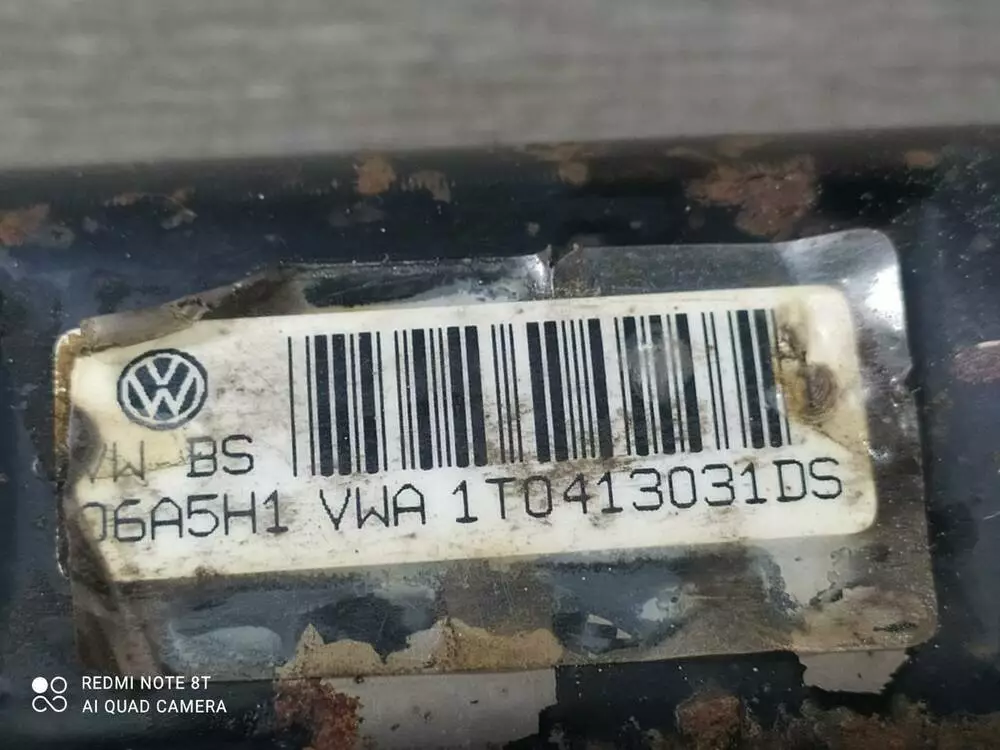 VW BS
06A5H1 VWA 1T0413031DS
REDMI NOTE 8T
AI QUAD CAMERA